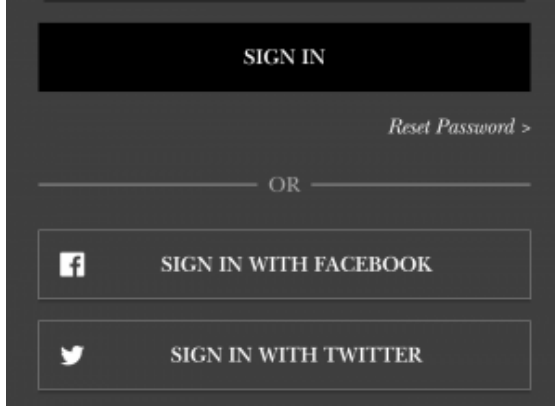 SIGN IN
Reset Password >
OR
SIGN IN WITH FACEBOOK
SIGN IN WITH TWITTER